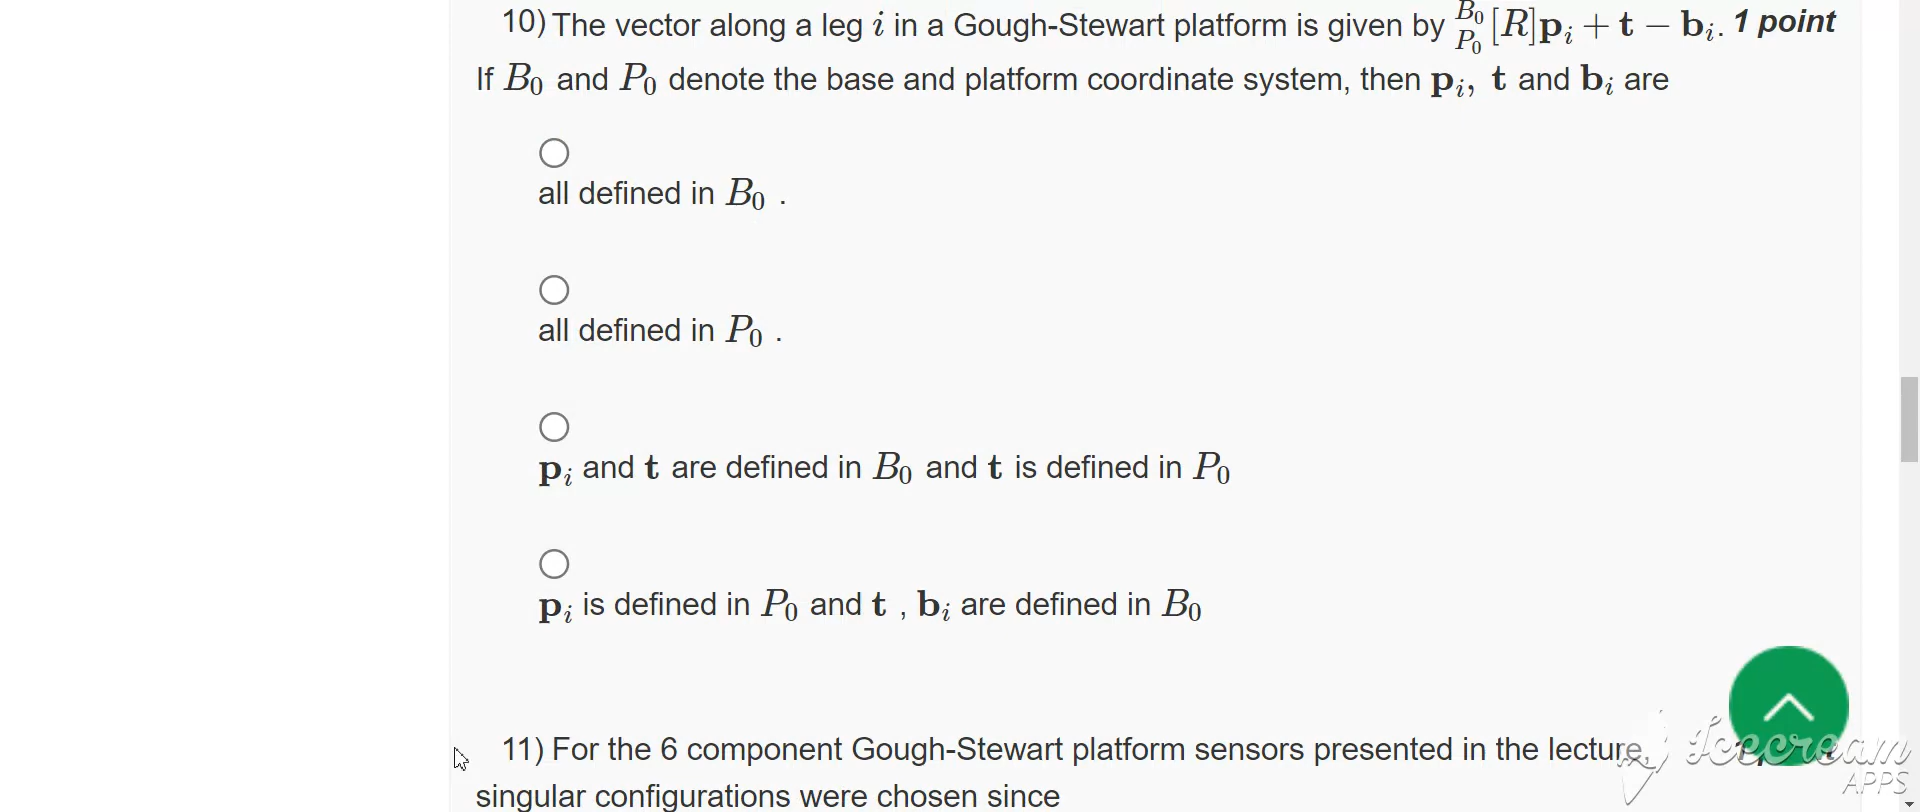 10) The vector along a leg i in a Gough-Stewart platform is given by B₀P₀[R]pᵢ + t − bᵢ. 1 point
If B₀ and P₀ denote the base and platform coordinate system, then pᵢ, t and bᵢ are
all defined in B₀ .
all defined in P₀ .
pᵢ and t are defined in B₀ and t is defined in P₀
pᵢ is defined in P₀ and t , bᵢ are defined in B₀
11) For the 6 component Gough-Stewart platform sensors presented in the lecture,
singular configurations were chosen since
Icecream
APPS